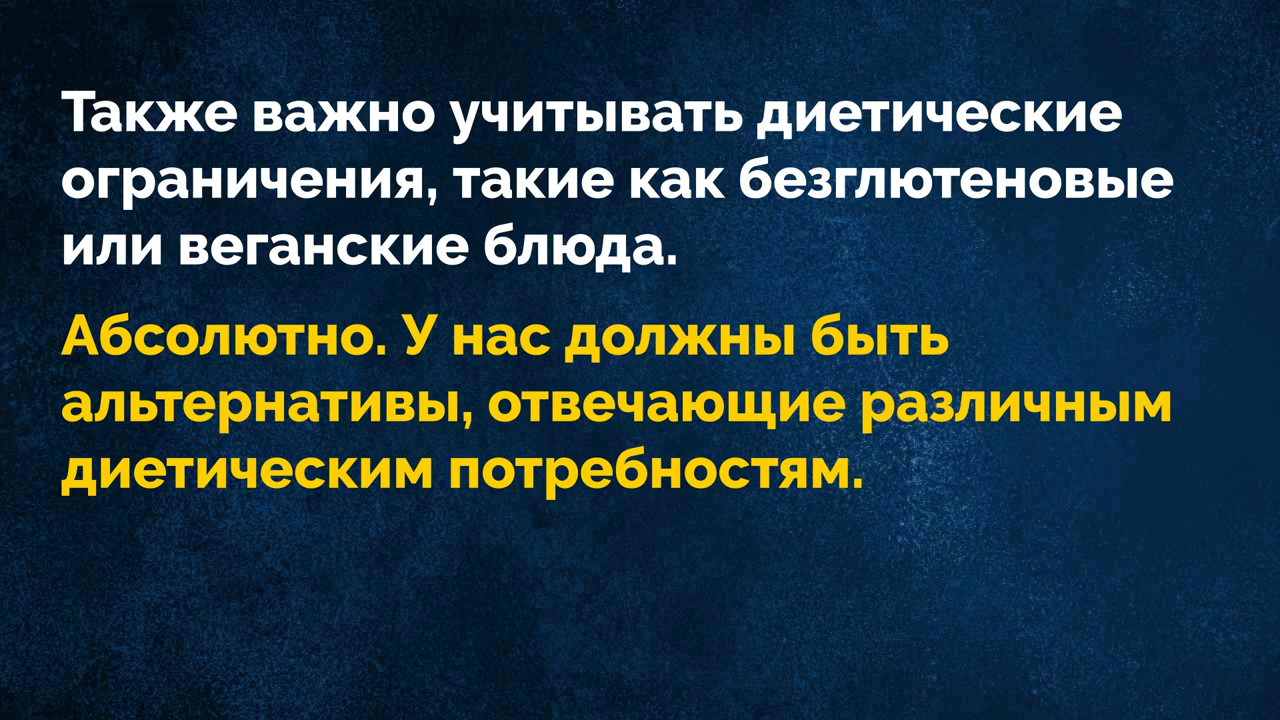 Также важно учитывать диетические
ограничения, такие как безглютеновые
или веганские блюда.
Абсолютно. У нас должны быть
альтернативы, отвечающие различным
диетическим потребностям.